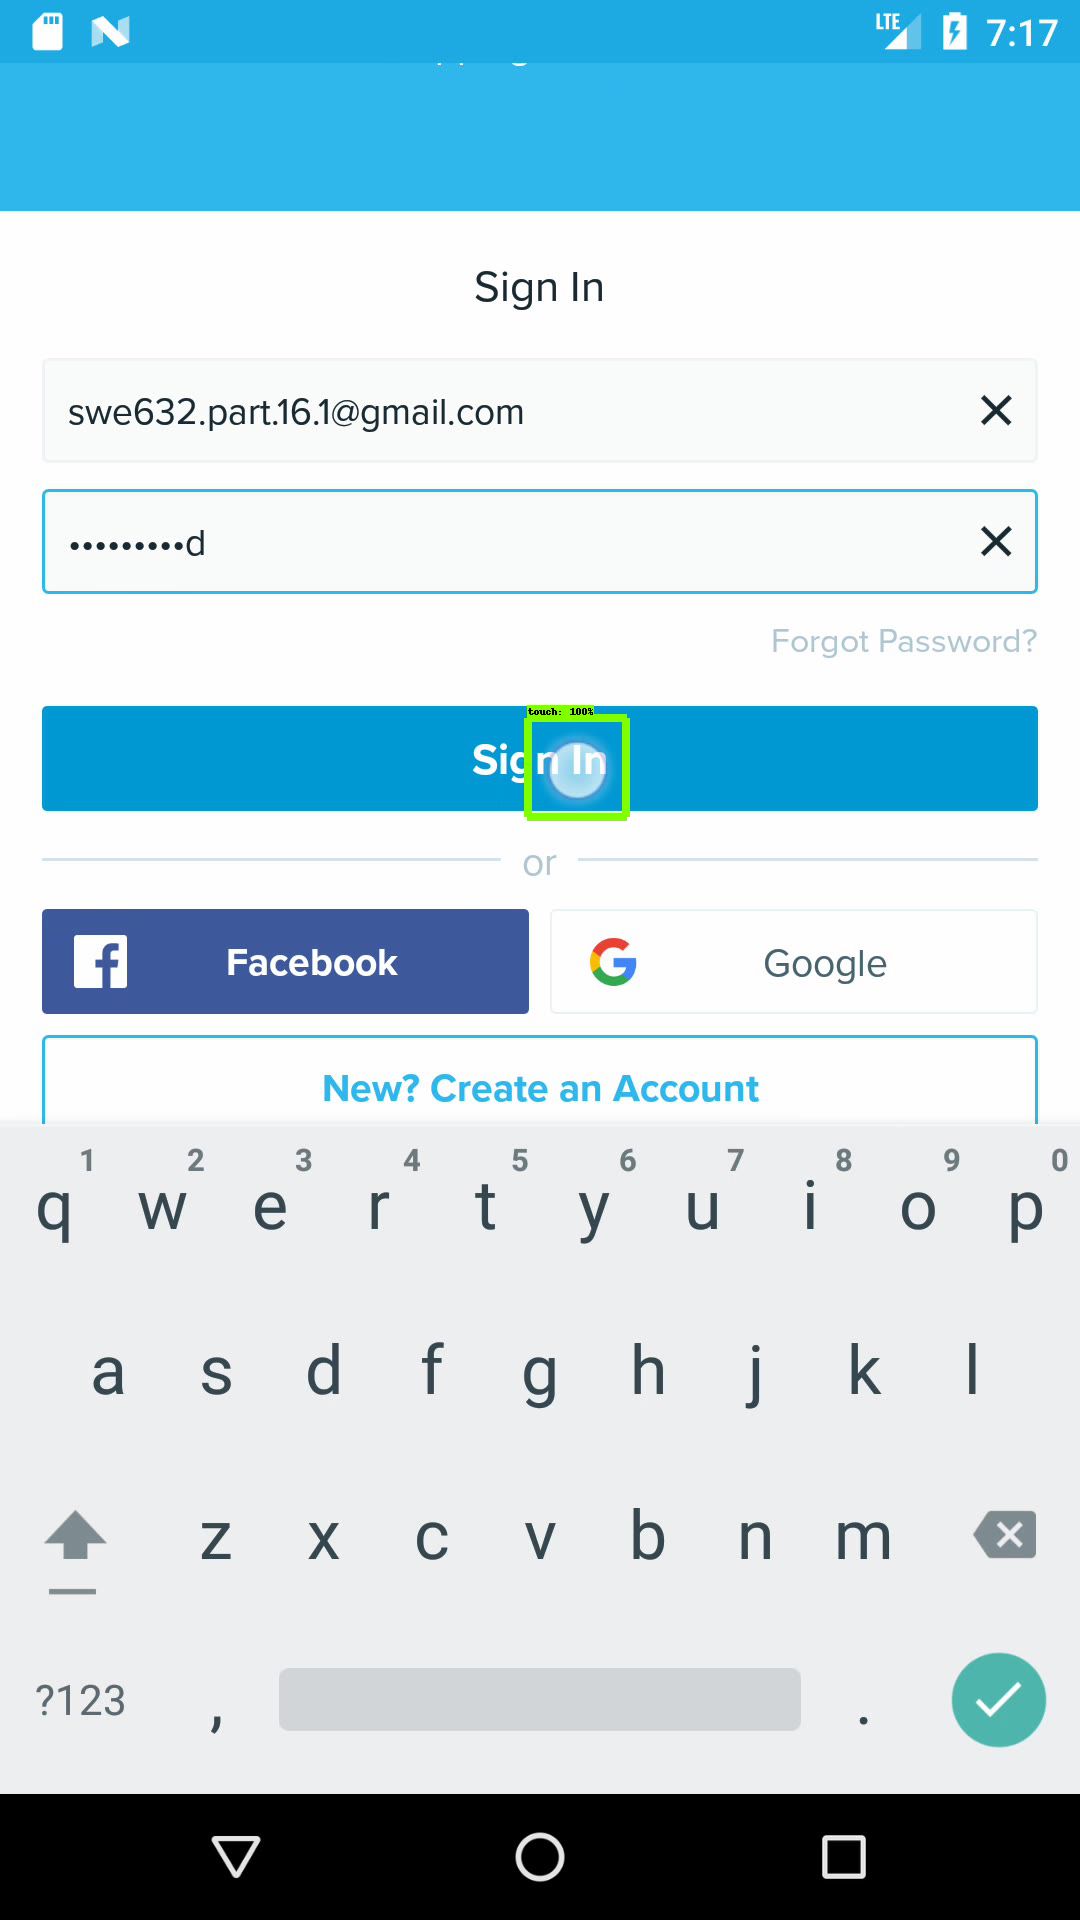 LTE 7:17
Sign In
swe632.part.16.1@gmail.com
•••••••••d
Forgot Password?
touch: 100%
Sign In
or
Facebook
Google
New? Create an Account
1 2 3 4 5 6 7 8 9 0
q w e r t y u i o p
a s d f g h j k l
z x c v b n m
?123 , .